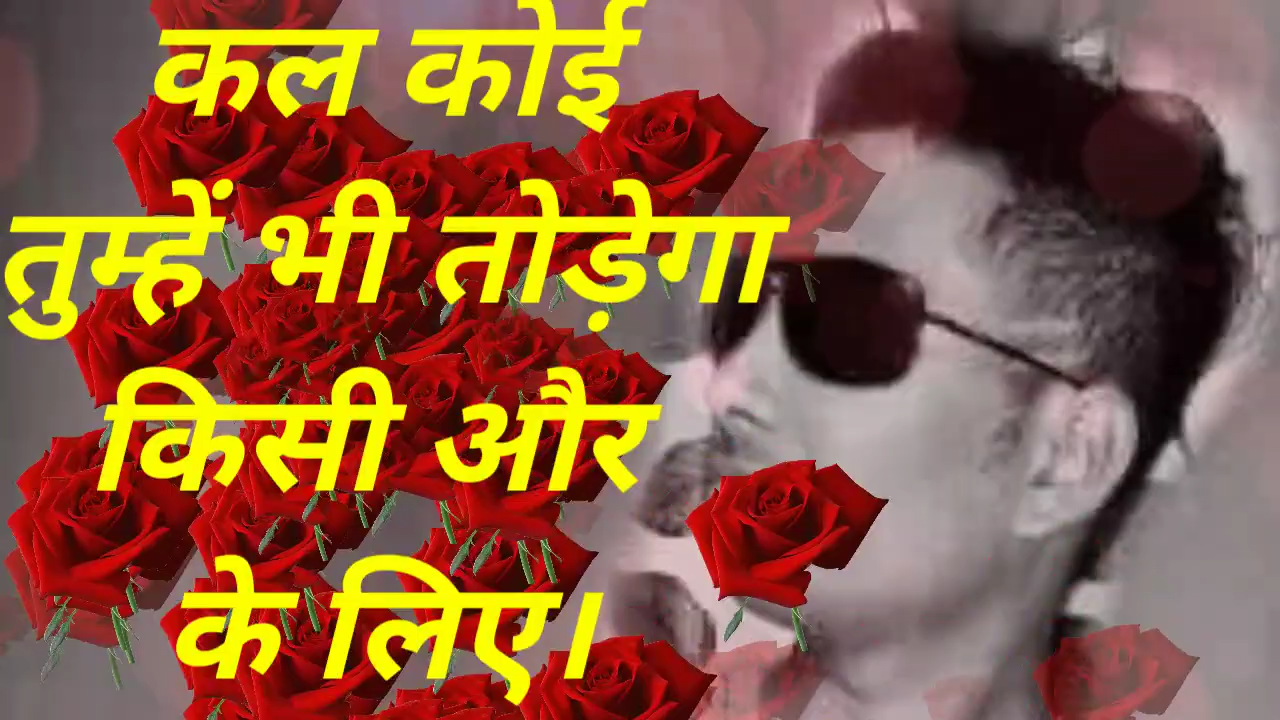 कल कोई
तुम्हें भी तोड़ेगा
किसी और
के लिए।